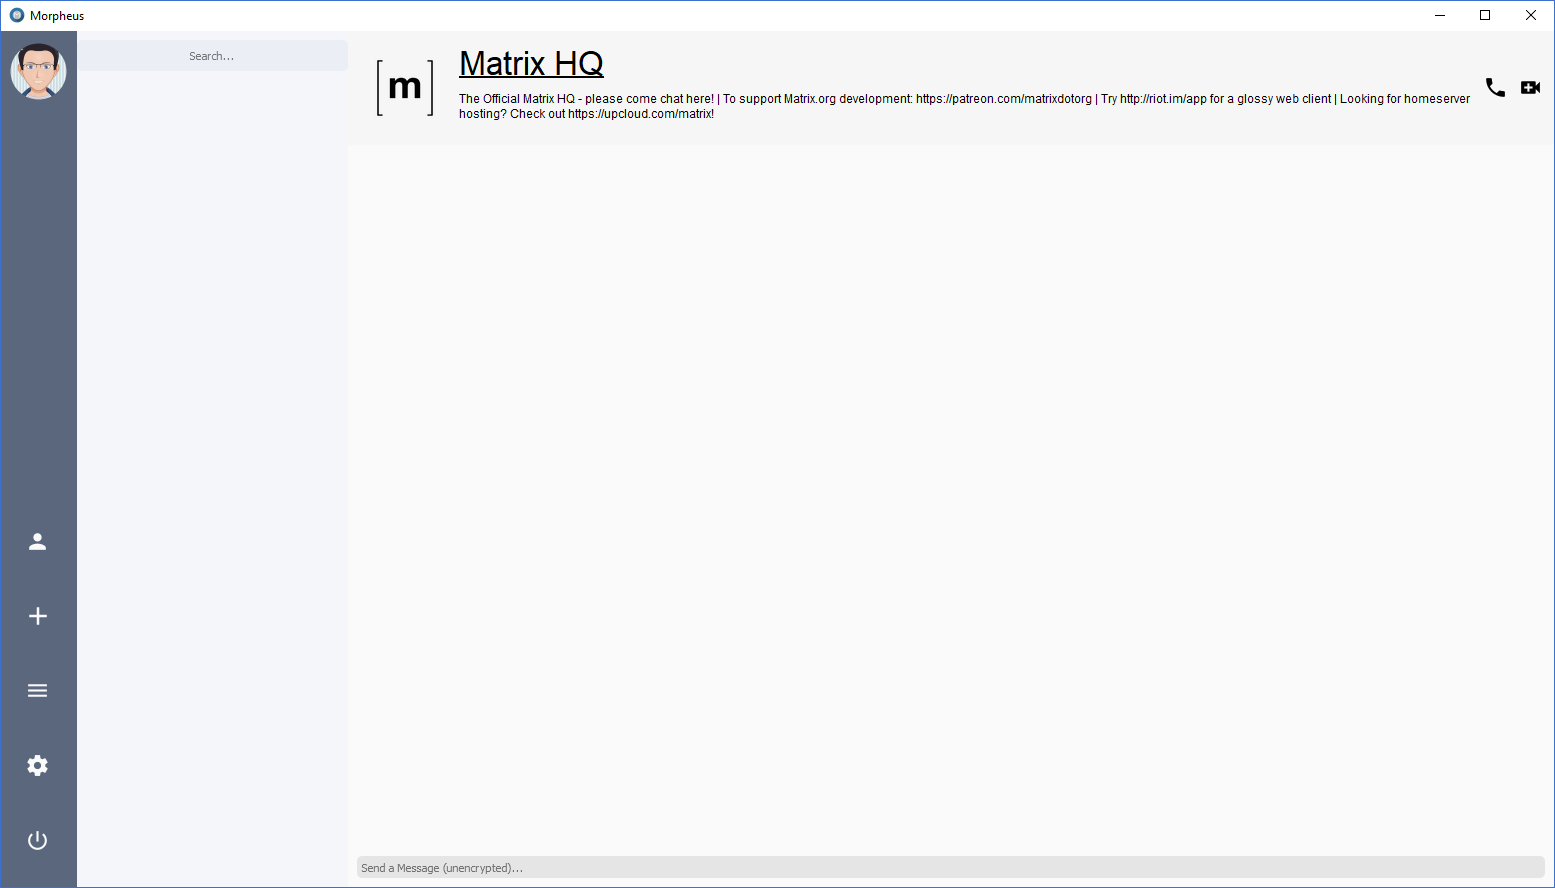 Morpheus
Search...
[m]
Matrix HQ
The Official Matrix HQ - please come chat here! | To support Matrix.org development: https://patreon.com/matrixdotorg | Try http://riot.im/app for a glossy web client | Looking for homeserver
hosting? Check out https://upcloud.com/matrix!
Send a Message (unencrypted)...